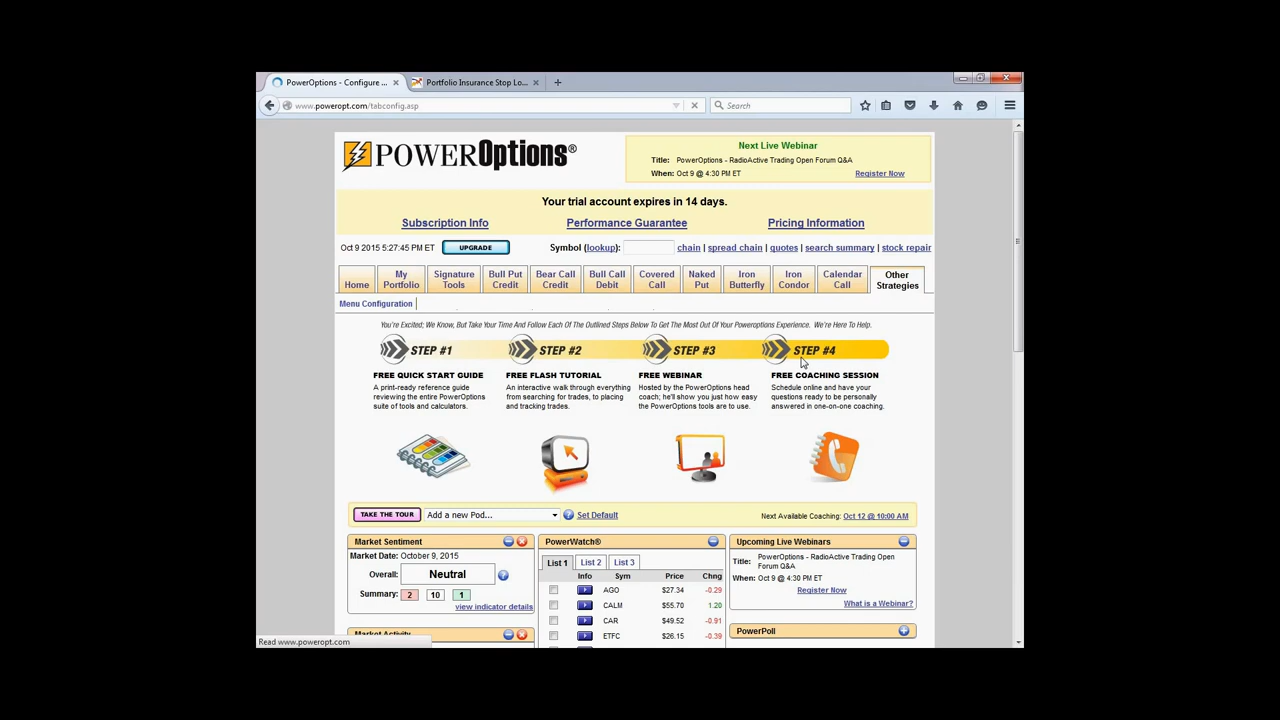 PowerOptions - Configure ...
Portfolio Insurance Stop Lo...
www.poweropt.com/tabconfig.asp
Search
POWEROptions®
Next Live Webinar
Title: PowerOptions - RadioActive Trading Open Forum Q&A
When: Oct 9 @ 4:30 PM ET Register Now
Your trial account expires in 14 days.
Subscription Info Performance Guarantee Pricing Information
Oct 9 2015 5:27:45 PM ET UPGRADE Symbol (lookup): chain | spread chain | quotes | search summary | stock repair
Home
My Portfolio
Signature Tools
Bull Put Credit
Bear Call Credit
Bull Call Debit
Covered Call
Naked Put
Iron Butterfly
Iron Condor
Calendar Call
Other Strategies
Menu Configuration |
You're Excited; We Know, But Take Your Time And Follow Each Of The Outlined Steps Below To Get The Most Out Of Your Poweroptions Experience. We're Here To Help.
STEP #1 STEP #2 STEP #3 STEP #4
FREE QUICK START GUIDE
A print-ready reference guide
reviewing the entire PowerOptions
suite of tools and calculators.
FREE FLASH TUTORIAL
An interactive walk through everything
from searching for trades, to placing
and tracking trades.
FREE WEBINAR
Hosted by the PowerOptions head
coach; he'll show you just how easy
the PowerOptions tools are to use.
FREE COACHING SESSION
Schedule online and have your
questions ready to be personally
answered in one-on-one coaching.
TAKE THE TOUR Add a new Pod... Set Default Next Available Coaching: Oct 12 @ 10:00 AM
Market Sentiment
Market Date: October 9, 2015
Overall: Neutral
Summary: 2 10 1
view indicator details
Market Activity
PowerWatch®
List 1 List 2 List 3
Info Sym Price Chng
AGO $27.34 -0.29
CALM $55.70 1.20
CAR $49.52 -0.91
ETFC $26.15 -0.39
Upcoming Live Webinars
Title: PowerOptions - RadioActive Trading Open
Forum Q&A
When: Oct 9 @ 4:30 PM ET
Register Now
What is a Webinar?
PowerPoll
Read www.poweropt.com